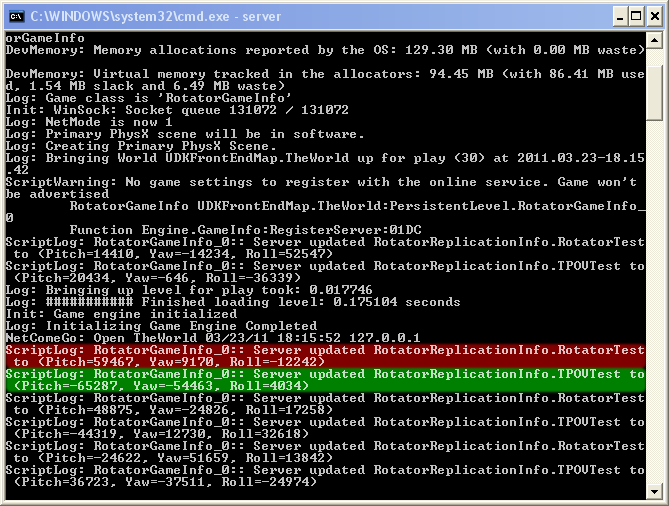 C:\WINDOWS\system32\cmd.exe - server
orGameInfo
DevMemory: Memory allocations reported by the OS: 129.30 MB (with 0.00 MB waste)
DevMemory: Virtual memory tracked in the allocators: 94.45 MB (with 86.41 MB use
d, 1.54 MB slack and 6.49 MB waste)
Log: Game class is 'RotatorGameInfo'
Init: WinSock: Socket queue 131072 / 131072
Log: NetMode is now 1
Log: Primary PhysX scene will be in software.
Log: Creating Primary PhysX Scene.
Log: Bringing World UDKFrontEndMap.TheWorld up for play (30) at 2011.03.23-18.15
.42
ScriptWarning: No game settings to register with the online service. Game won't
be advertised
RotatorGameInfo UDKFrontEndMap.TheWorld:PersistentLevel.RotatorGameInfo_
0
Function Engine.GameInfo:RegisterServer:01DC
ScriptLog: RotatorGameInfo_0:: Server updated RotatorReplicationInfo.RotatorTest
to (Pitch=14410, Yaw=-14234, Roll=52547)
ScriptLog: RotatorGameInfo_0:: Server updated RotatorReplicationInfo.TPOVTest to
(Pitch=20434, Yaw=-646, Roll=-36339)
Log: Bringing up level for play took: 0.017746
Log: ########### Finished loading level: 0.175104 seconds
Init: Game engine initialized
Log: Initializing Game Engine Completed
NetComeGo: Open TheWorld 03/23/11 18:15:52 127.0.0.1
ScriptLog: RotatorGameInfo_0:: Server updated RotatorReplicationInfo.RotatorTest
to (Pitch=59467, Yaw=9170, Roll=-12242)
ScriptLog: RotatorGameInfo_0:: Server updated RotatorReplicationInfo.TPOVTest to
(Pitch=-65287, Yaw=-54463, Roll=4034)
ScriptLog: RotatorGameInfo_0:: Server updated RotatorReplicationInfo.RotatorTest
to (Pitch=48875, Yaw=-24826, Roll=17258)
ScriptLog: RotatorGameInfo_0:: Server updated RotatorReplicationInfo.TPOVTest to
(Pitch=-44319, Yaw=12730, Roll=32618)
ScriptLog: RotatorGameInfo_0:: Server updated RotatorReplicationInfo.RotatorTest
to (Pitch=-24622, Yaw=51659, Roll=13842)
ScriptLog: RotatorGameInfo_0:: Server updated RotatorReplicationInfo.TPOVTest to
(Pitch=36723, Yaw=-37511, Roll=-24974)